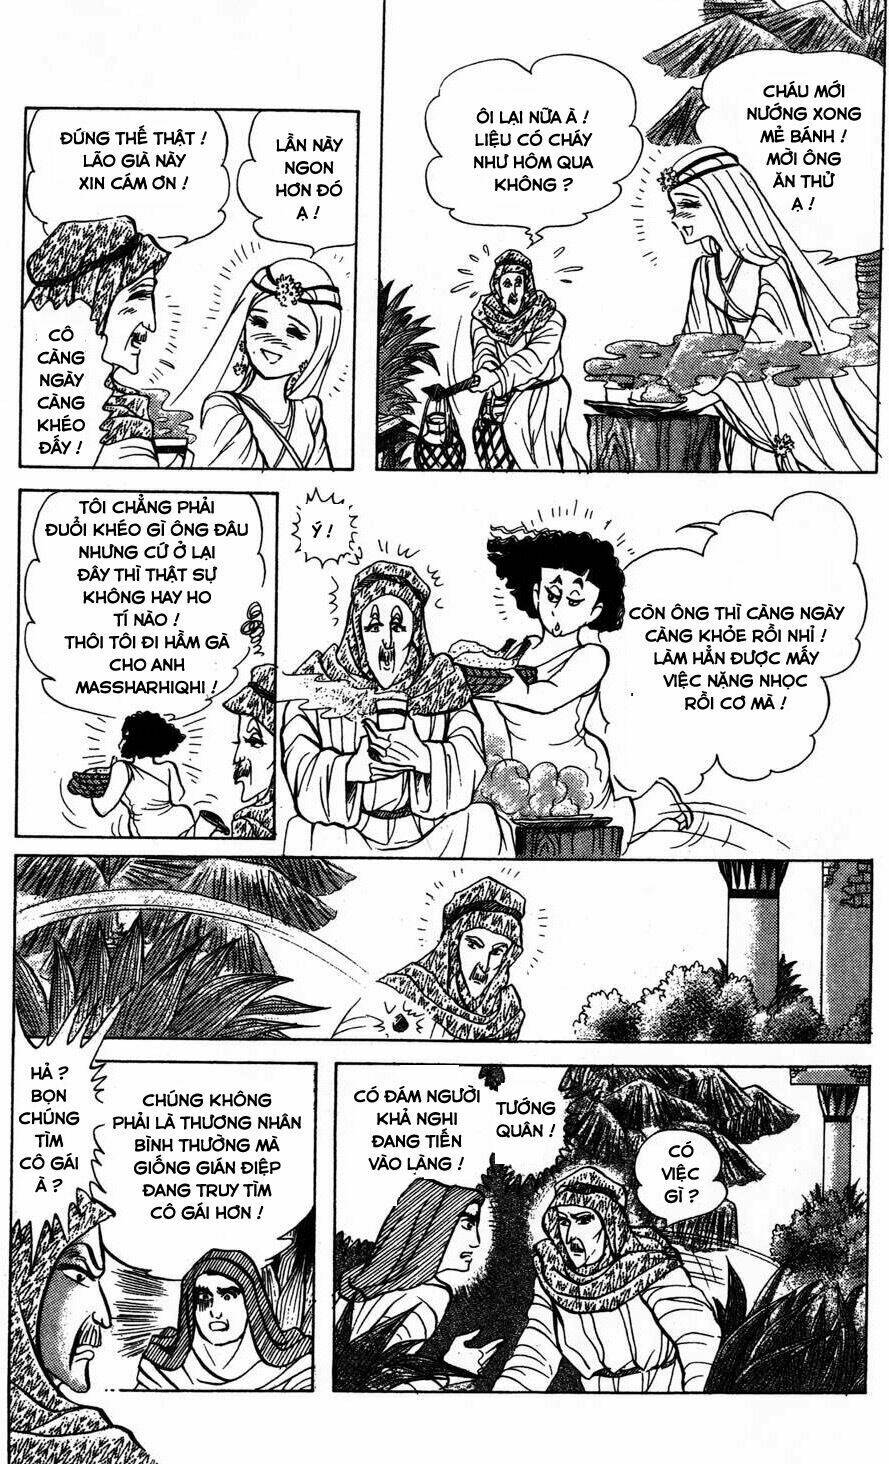 CHÁU MỚI
NƯỚNG XONG
MẺ BÁNH !
MỜI ÔNG
ĂN THỬ
Ạ !
ÔI LẠI NỮA À !
LIỆU CÓ CHÁY
NHƯ HÔM QUA
KHÔNG ?
LẦN NÀY
NGON
HƠN ĐÓ
Ạ !
ĐÚNG THẾ THẬT !
LÃO GIÀ NÀY
XIN CÁM ƠN !
CÔ
CÀNG
NGÀY
CÀNG
KHÉO
ĐẤY !
CÒN ÔNG THÌ CÀNG NGÀY
CÀNG KHỎE RỒI NHỈ !
LÀM HẲN ĐƯỢC MẤY
VIỆC NẶNG NHỌC
RỒI CƠ MÀ !
Ý !
TÔI CHẲNG PHẢI
ĐUỔI KHÉO GÌ ÔNG ĐÂU
NHƯNG CỨ Ở LẠI
ĐÂY THÌ THẬT SỰ
KHÔNG HAY HO
TÍ NÀO !
THÔI TÔI ĐI HẦM GÀ
CHO ANH
MASSHARHIQHI !
CÓ
VIỆC
GÌ ?
TƯỚNG
QUÂN !
CÓ ĐÁM NGƯỜI
KHẢ NGHI
ĐANG TIẾN
VÀO LÀNG !
CHÚNG KHÔNG
PHẢI LÀ THƯƠNG NHÂN
BÌNH THƯỜNG MÀ
GIỐNG GIÁN ĐIỆP
ĐANG TRUY TÌM
CÔ GÁI HƠN !
HẢ ?
BỌN
CHÚNG
TÌM
CÔ GÁI
À ?